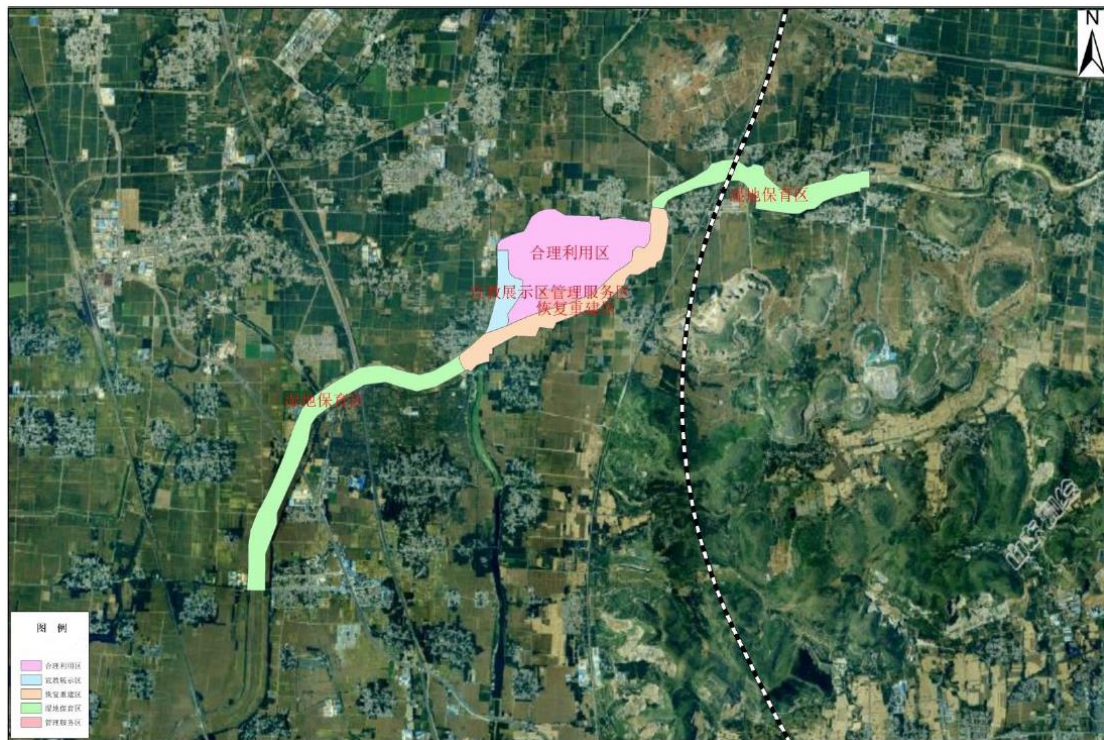 N
湿地保育区
合理利用区
宣教展示区管理服务区
恢复重建区
湿地保育区
图 例
合理利用区
宣教展示区
恢复重建区
湿地保育区
管理服务区